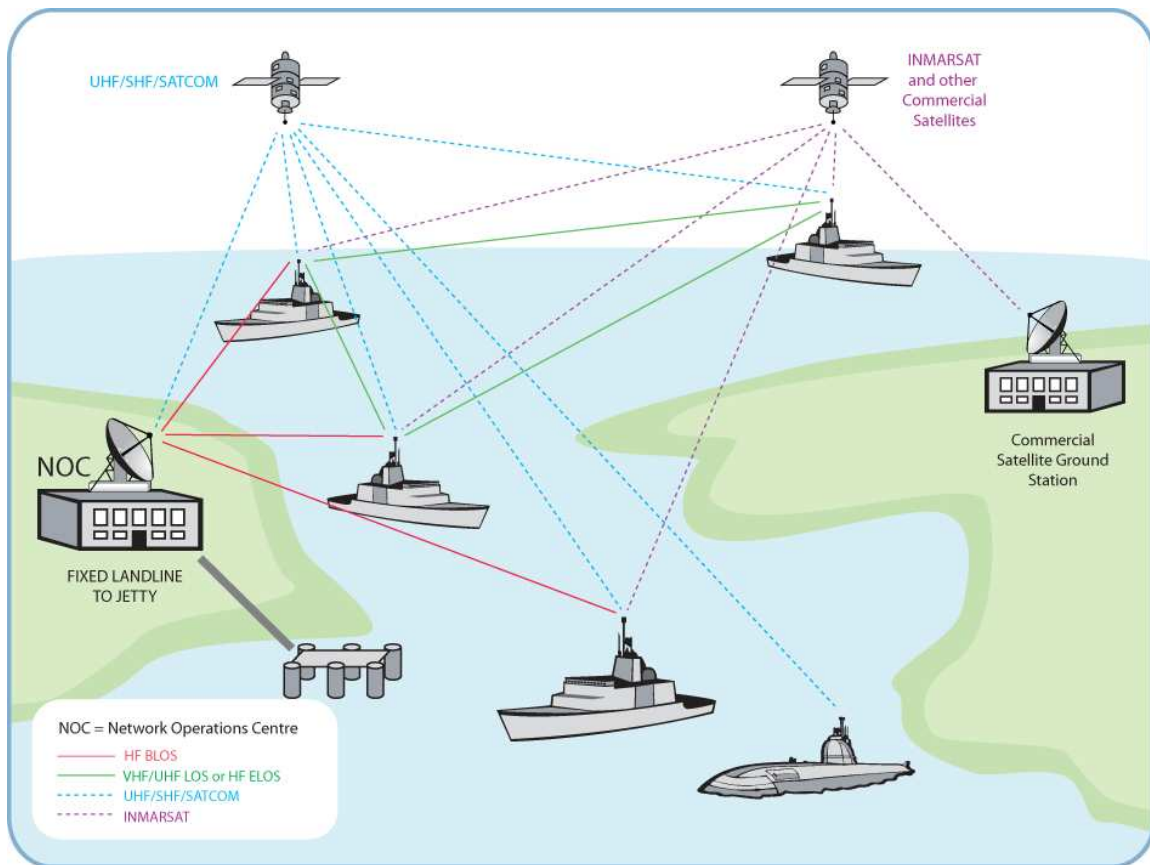 UHF/SHF/SATCOM
INMARSAT
and other
Commercial
Satellites
NOC
FIXED LANDLINE
TO JETTY
Commercial
Satellite Ground
Station
NOC = Network Operations Centre
HF BLOS
VHF/UHF LOS or HF ELOS
UHF/SHF/SATCOM
INMARSAT